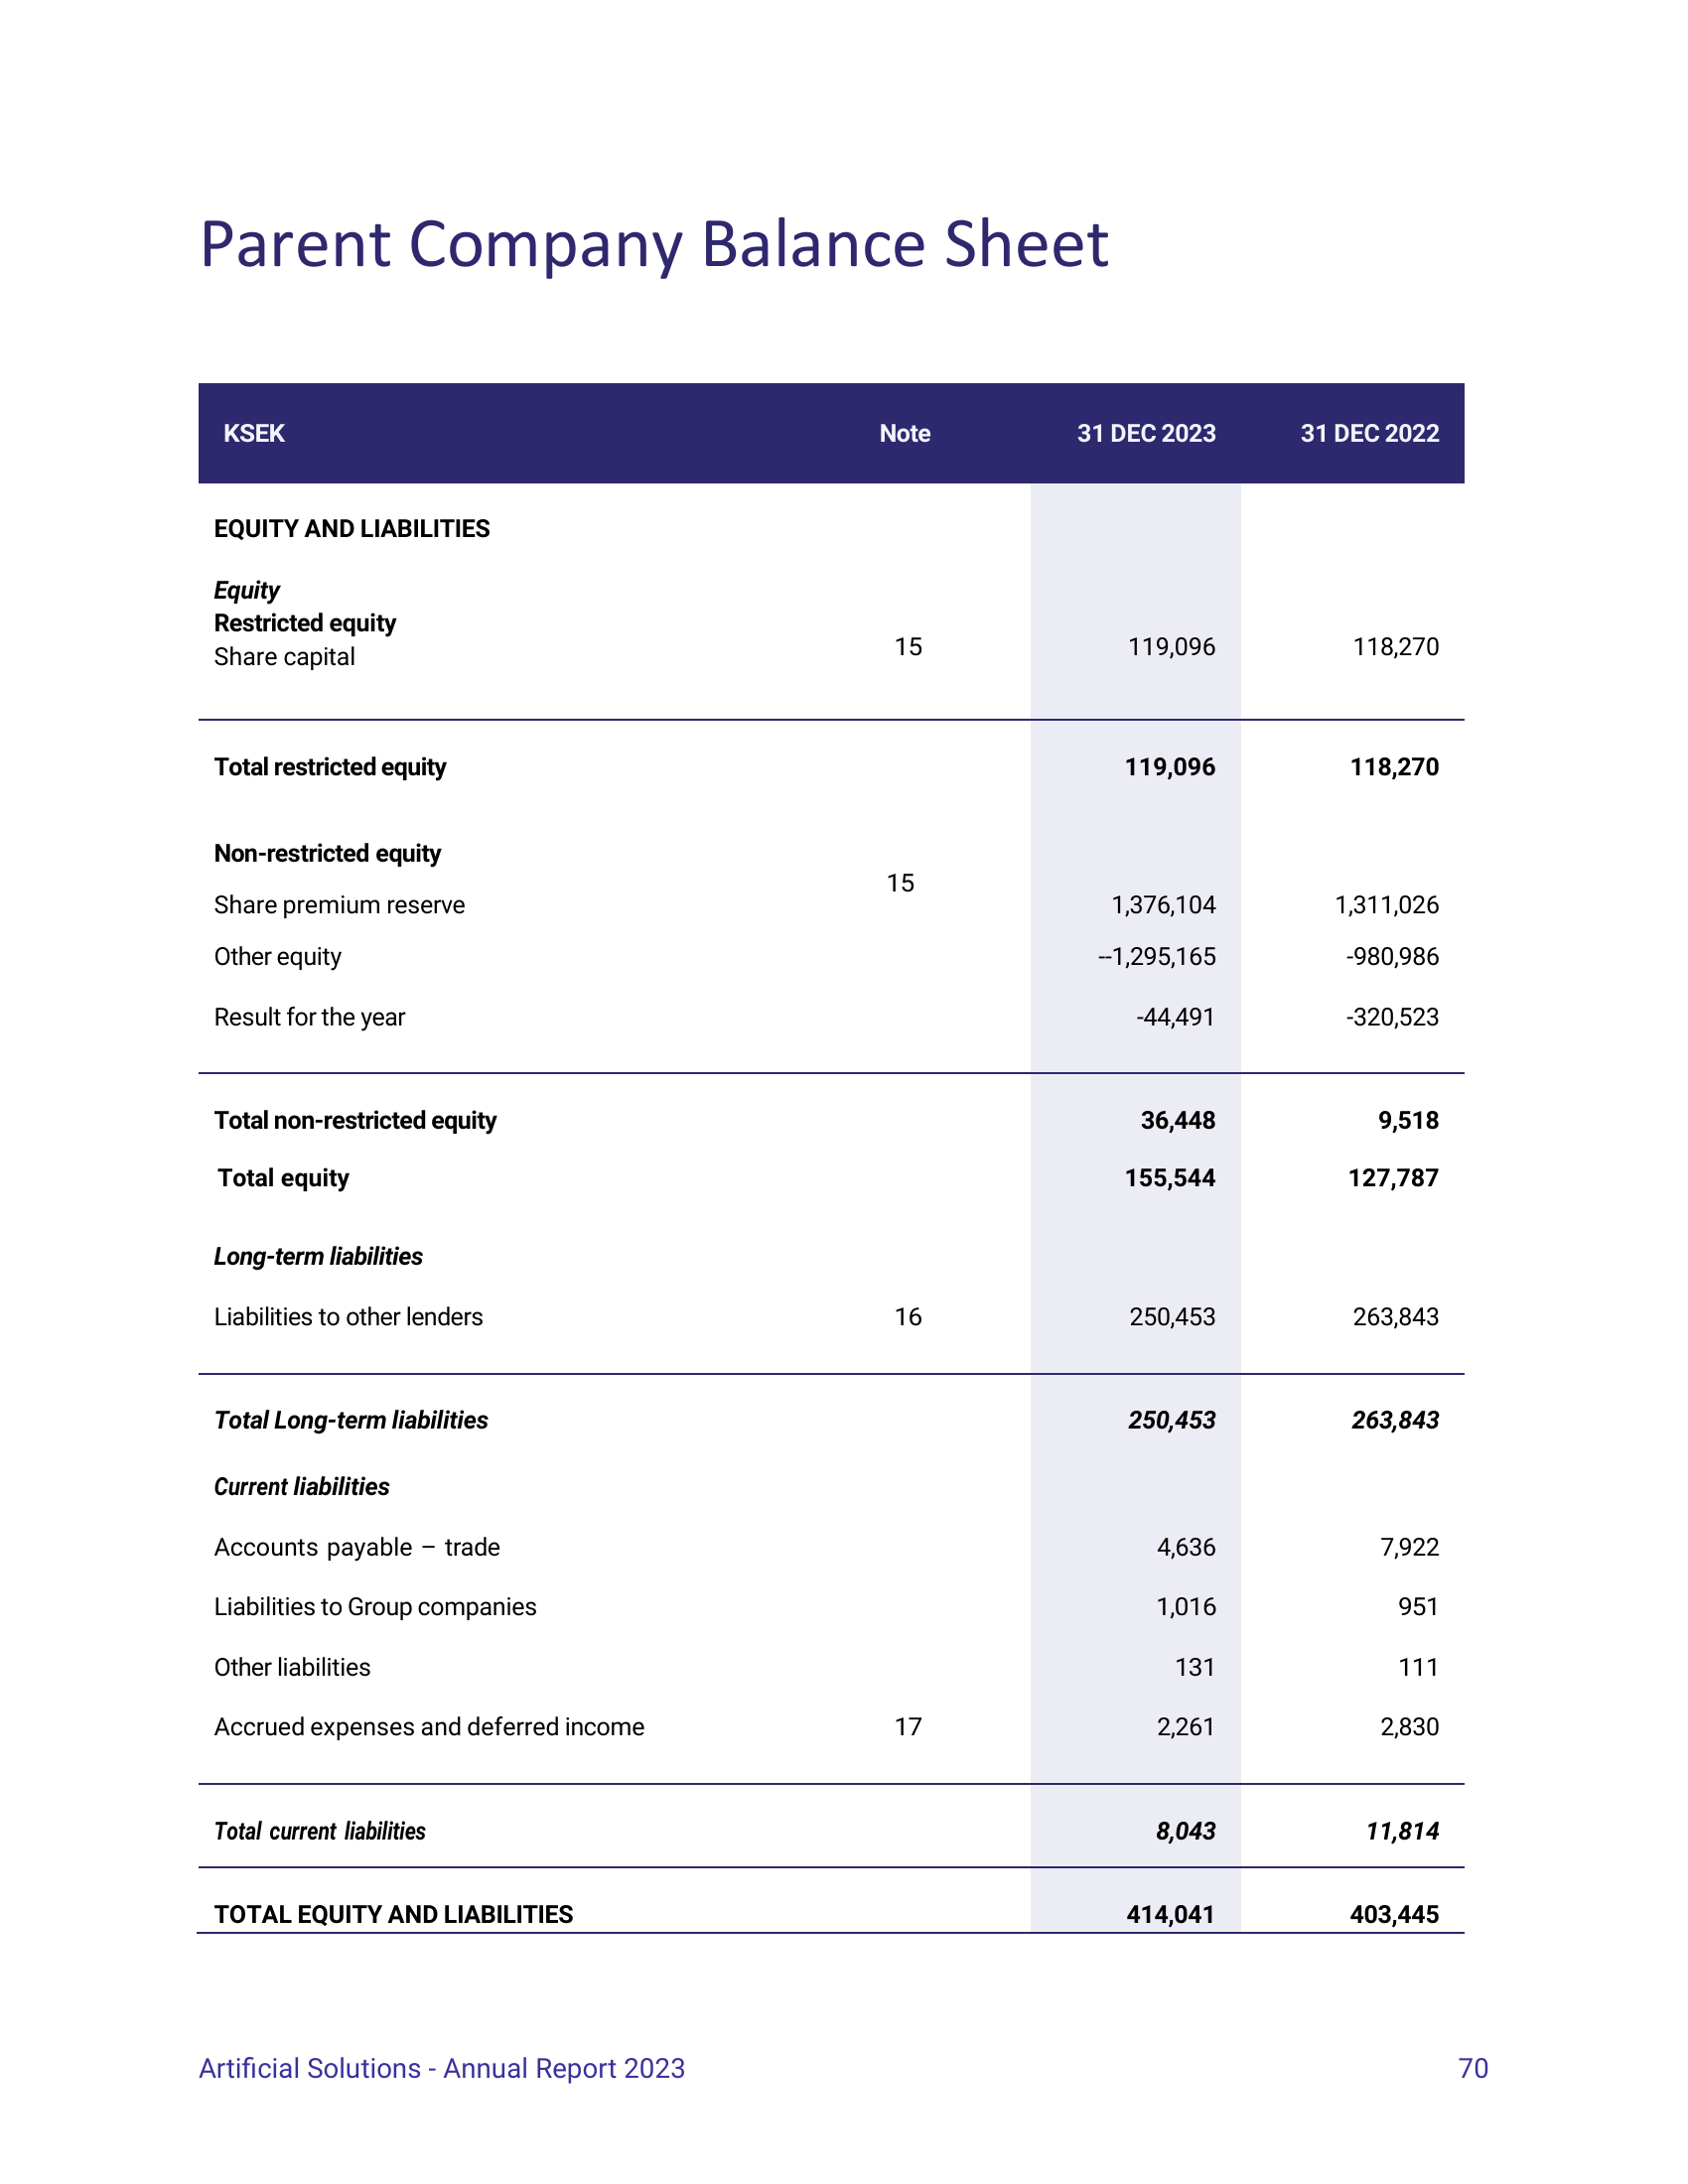 Parent Company Balance Sheet
KSEK Note 31 DEC 2023 31 DEC 2022
EQUITY AND LIABILITIES
Equity
Restricted equity
Share capital 15 119,096 118,270
Total restricted equity 119,096 118,270
Non-restricted equity
15
Share premium reserve 1,376,104 1,311,026
Other equity --1,295,165 -980,986
Result for the year -44,491 -320,523
Total non-restricted equity 36,448 9,518
Total equity 155,544 127,787
Long-term liabilities
Liabilities to other lenders 16 250,453 263,843
Total Long-term liabilities 250,453 263,843
Current liabilities
Accounts payable – trade 4,636 7,922
Liabilities to Group companies 1,016 951
Other liabilities 131 111
Accrued expenses and deferred income 17 2,261 2,830
Total current liabilities 8,043 11,814
TOTAL EQUITY AND LIABILITIES 414,041 403,445
Artificial Solutions - Annual Report 2023 70